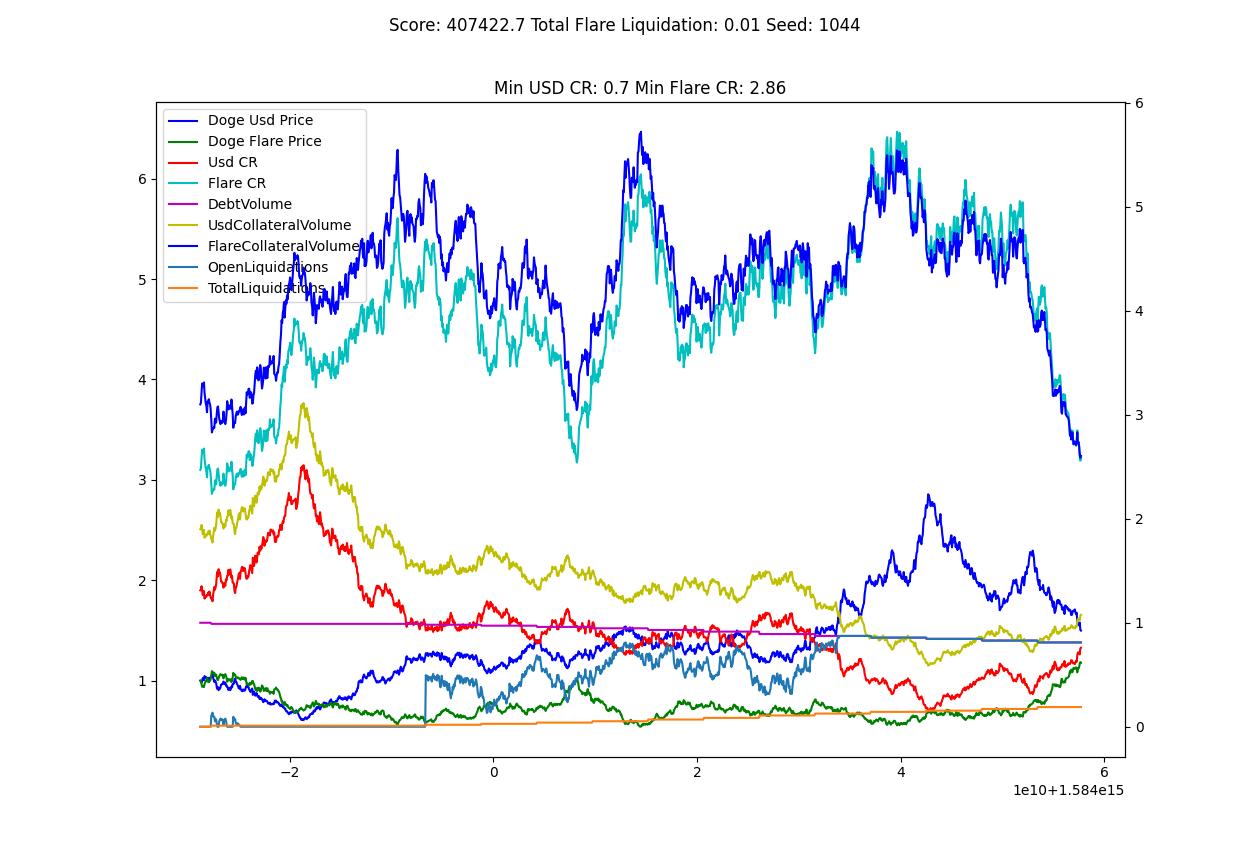 Score: 407422.7 Total Flare Liquidation: 0.01 Seed: 1044
Min USD CR: 0.7 Min Flare CR: 2.86
Doge Usd Price
Doge Flare Price
Usd CR
Flare CR
DebtVolume
UsdCollateralVolume
FlareCollateralVolume
OpenLiquidations
TotalLiquidations
6
5
4
3
2
1
6
5
4
3
2
1
0
−2
0
2
4
6
1e10+1.584e15